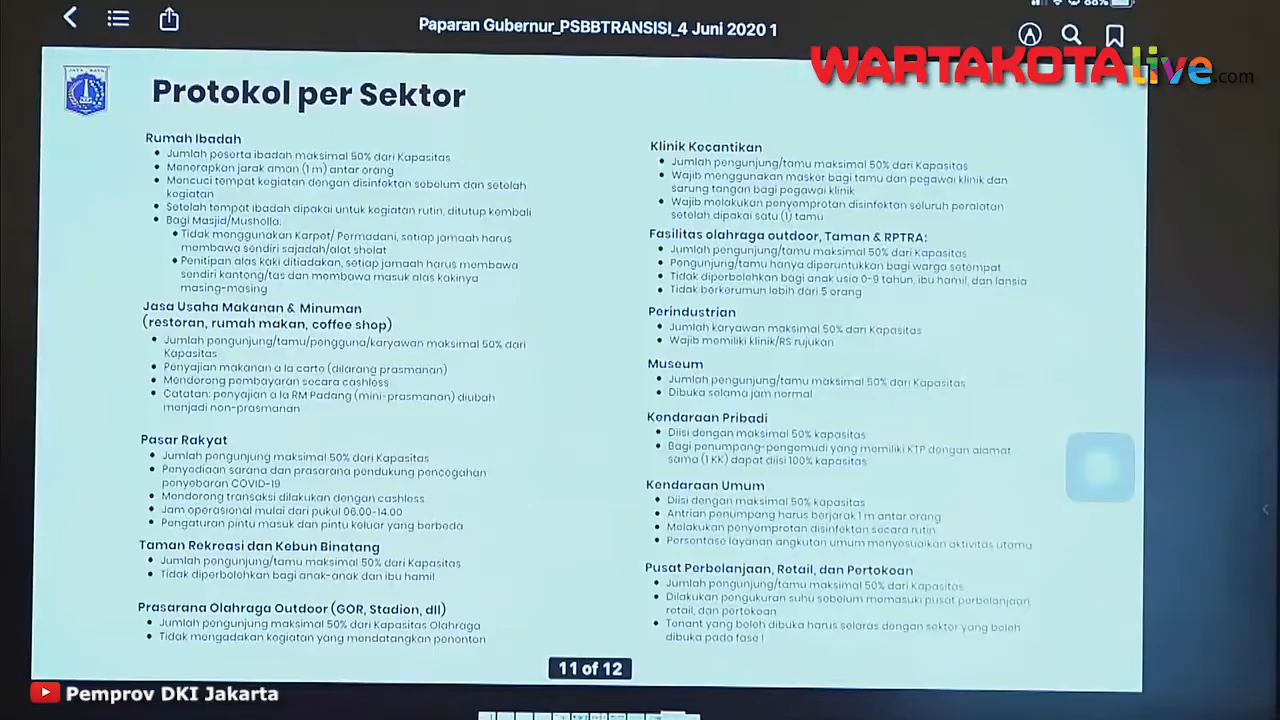 88%
Paparan Gubernur_PSBBTRANSISI_4 Juni 2020 1
WARTAKOTAlive.com
JAYA RAYA
Protokol per Sektor
Rumah Ibadah
• Jumlah peserta ibadah maksimal 50% dari Kapasitas
• Menerapkan jarak aman (1 m) antar orang
• Mencuci tempat kegiatan dengan disinfektan sebelum dan setelah
kegiatan
• Setelah tempat ibadah dipakai untuk kegiatan rutin, ditutup kembali
• Bagi Masjid/Musholla:
• Tidak menggunakan Karpet/ Permadani, setiap jamaah harus
membawa sendiri sajadah/alat sholat
• Penitipan alas kaki ditiadakan, setiap jamaah harus membawa
sendiri kantong/tas dan membawa masuk alas kakinya
masing-masing
Jasa Usaha Makanan & Minuman
(restoran, rumah makan, coffee shop)
• Jumlah pengunjung/tamu/pengguna/karyawan maksimal 50% dari
Kapasitas
• Penyajian makanan a la carte (dilarang prasmanan)
• Mendorong pembayaran secara cashless
• Catatan: penyajian a la RM Padang (mini-prasmanan) diubah
menjadi non-prasmanan
Pasar Rakyat
• Jumlah pengunjung maksimal 50% dari Kapasitas
• Penyediaan sarana dan prasarana pendukung pencegahan
penyebaran COVID-19
• Mendorong transaksi dilakukan dengan cashless
• Jam operasional mulai dari pukul 06.00-14.00
• Pengaturan pintu masuk dan pintu keluar yang berbeda
Taman Rekreasi dan Kebun Binatang
• Jumlah pengunjung/tamu maksimal 50% dari Kapasitas
• Tidak diperbolehkan bagi anak-anak dan ibu hamil
Prasarana Olahraga Outdoor (GOR, Stadion, dll)
• Jumlah pengunjung maksimal 50% dari Kapasitas Olahraga
• Tidak mengadakan kegiatan yang mendatangkan penonton
Klinik Kecantikan
• Jumlah pengunjung/tamu maksimal 50% dari Kapasitas
• Wajib menggunakan masker bagi tamu dan pegawai klinik dan
sarung tangan bagi pegawai klinik
• Wajib melakukan penyemprotan disinfektan seluruh peralatan
setelah dipakai satu (1) tamu
Fasilitas olahraga outdoor, Taman & RPTRA:
• Jumlah pengunjung/tamu maksimal 50% dari Kapasitas
• Pengunjung/tamu hanya diperuntukkan bagi warga setempat
• Tidak diperbolehkan bagi anak usia 0-9 tahun, ibu hamil, dan lansia
• Tidak berkerumun lebih dari 5 orang
Perindustrian
• Jumlah karyawan maksimal 50% dari Kapasitas
• Wajib memiliki klinik/RS rujukan
Museum
• Jumlah pengunjung/tamu maksimal 50% dari Kapasitas
• Dibuka selama jam normal
Kendaraan Pribadi
• Diisi dengan maksimal 50% kapasitas
• Bagi penumpang-pengemudi yang memiliki KTP dengan alamat
sama (1 KK) dapat diisi 100% kapasitas
Kendaraan Umum
• Diisi dengan maksimal 50% kapasitas
• Antrian penumpang harus berjarak 1 m antar orang
• Melakukan penyemprotan disinfektan secara rutin
• Persentase layanan angkutan umum menyesuaikan aktivitas utama
Pusat Perbelanjaan, Retail, dan Pertokoan
• Jumlah pengunjung/tamu maksimal 50% dari Kapasitas
• Dilakukan pengukuran suhu sebelum memasuki pusat perbelanjaan,
retail, dan pertokoan
• Tenant yang boleh dibuka harus selaras dengan sektor yang boleh
dibuka pada fase I
11 of 12
Pemprov DKI Jakarta